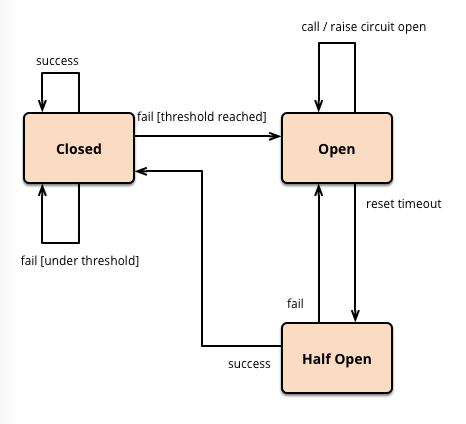 call / raise circuit open
success
fail [threshold reached]
Closed
Open
reset timeout
fail [under threshold]
fail
Half Open
success